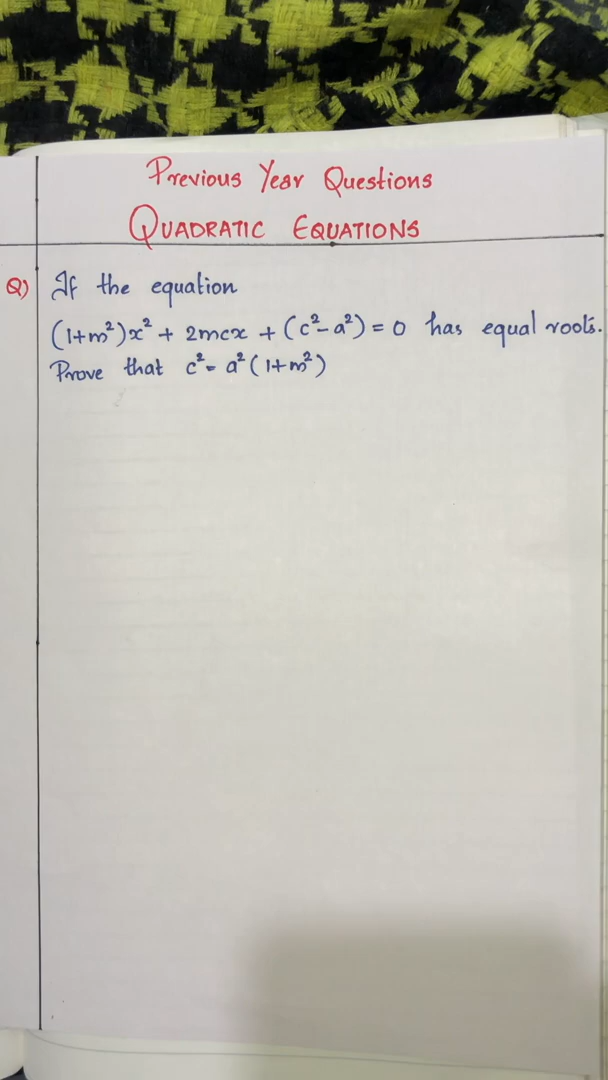 Previous Year Questions
QUADRATIC EQUATIONS
Q) If the equation
(1+m²)x² + 2mcx + (c²-a²) = 0 has equal roots.
Prove that c² = a² (1+m²)